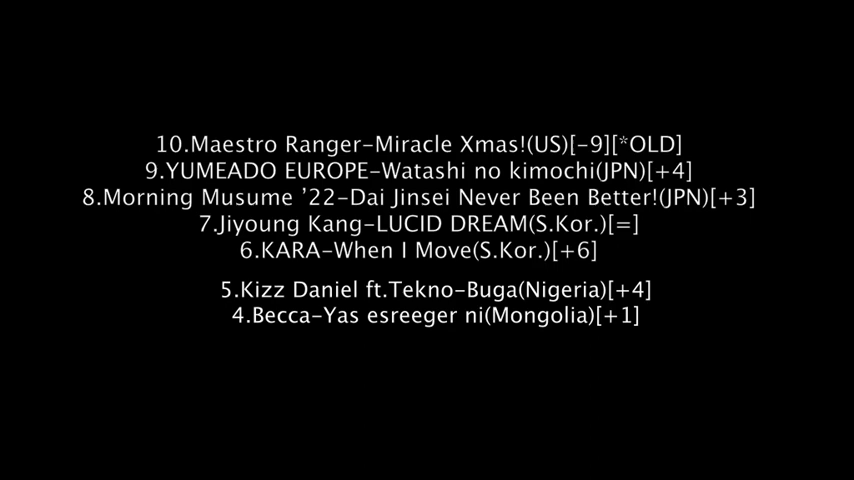 10.Maestro Ranger-Miracle Xmas!(US)[-9][*OLD]
9.YUMEADO EUROPE-Watashi no kimochi(JPN)[+4]
8.Morning Musume ’22-Dai Jinsei Never Been Better!(JPN)[+3]
7.Jiyoung Kang-LUCID DREAM(S.Kor.)[=]
6.KARA-When I Move(S.Kor.)[+6]
5.Kizz Daniel ft.Tekno-Buga(Nigeria)[+4]
4.Becca-Yas esreeger ni(Mongolia)[+1]